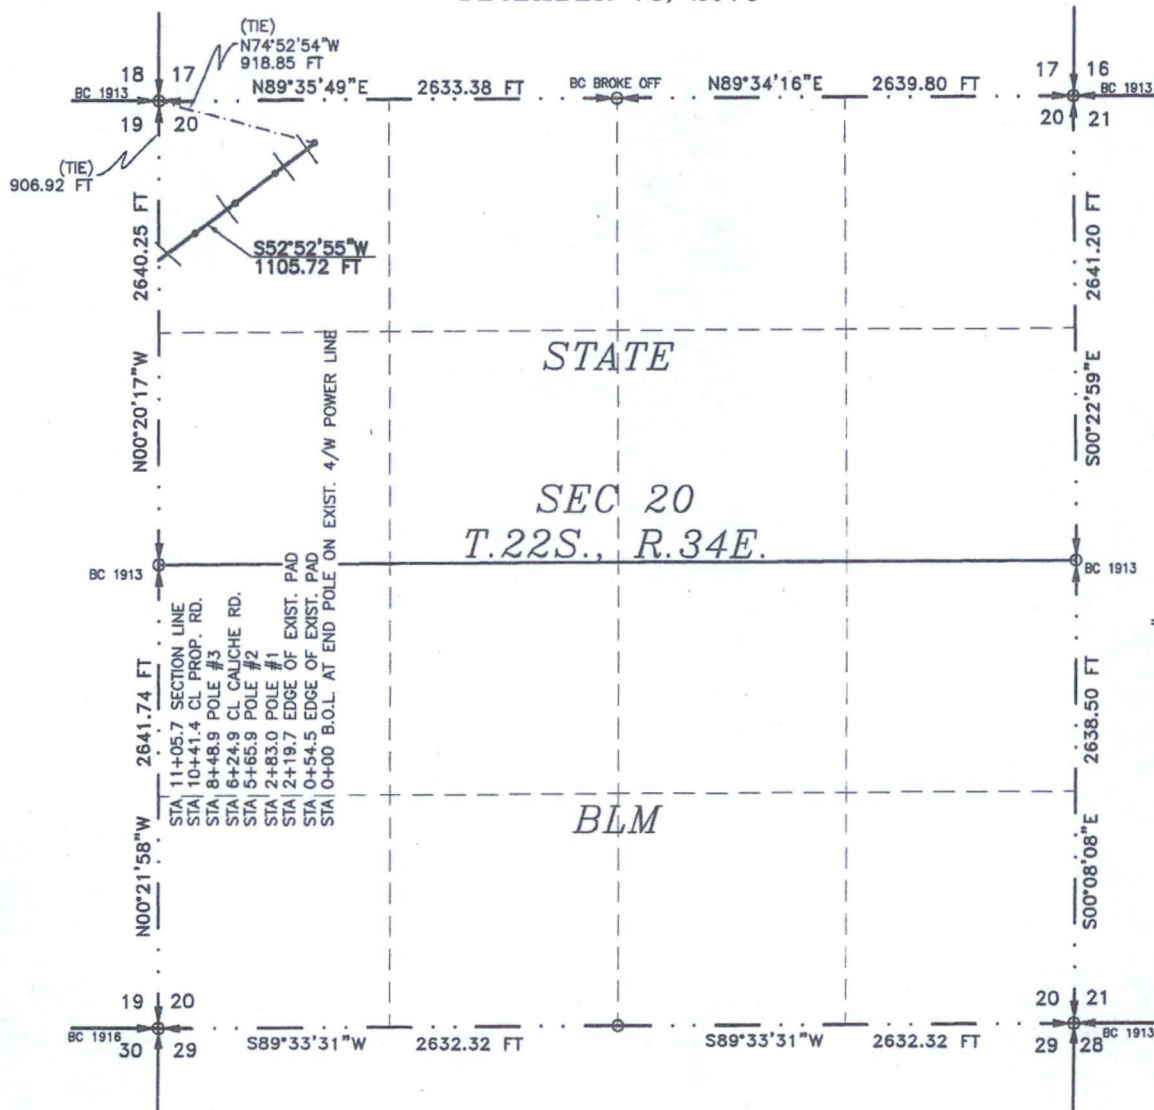 (TIE)
N74°52'54"W
918.85 FT
18 17
17 16
BC 1913
N89°35'49"E 2633.38 FT
BC BROKE OFF
N89°34'16"E 2639.80 FT
BC 1913
19 20
20 21
(TIE)
906.92 FT
S52°52'55"W
1105.72 FT
2640.25 FT
N00°20'17"W
2641.20 FT
S00°22'59"E
STATE
SEC 20
T.22S., R.34E.
BC 1913
BC 1913
STA 11+05.7 SECTION LINE
STA 10+41.4 CL PROP. RD.
STA 8+48.9 POLE #3
STA 6+24.9 CL CALICHE RD.
STA 5+65.9 POLE #2
STA 2+83.0 POLE #1
STA 2+19.7 EDGE OF EXIST. PAD
STA 0+54.5 EDGE OF EXIST. PAD
STA 0+00 B.O.L. AT END POLE ON EXIST. 4/W POWER LINE
2641.74 FT
N00°21'58"W
2638.50 FT
S00°08'08"E
BLM
19 20
20 21
BC 1916
S89°33'31"W 2632.32 FT
S89°33'31"W 2632.32 FT
BC 1913
30 29
29 28